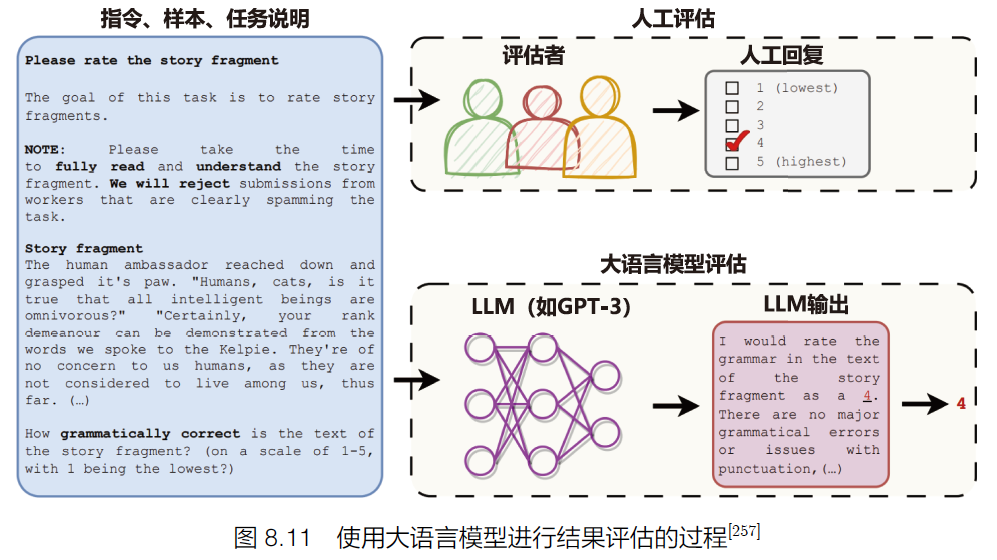 指令、样本、任务说明
Please rate the story fragment
The goal of this task is to rate story
fragments.
NOTE: Please take the time
to fully read and understand the story
fragment. We will reject submissions from
workers that are clearly spamming the
task.
Story fragment
The human ambassador reached down and
grasped it's paw. "Humans, cats, is it
true that all intelligent beings are
omnivorous?" "Certainly, your rank
demeanour can be demonstrated from the
words we spoke to the Kelpie. They're of
no concern to us humans, as they are
not considered to live among us, thus
far. (…)
How grammatically correct is the text of
the story fragment? (on a scale of 1-5,
with 1 being the lowest?)
人工评估
评估者
人工回复
1 (lowest)
2
3
4
5 (highest)
大语言模型评估
LLM（如GPT-3）
LLM输出
I would rate the
grammar in the text
of the story
fragment as a 4.
There are no major
grammatical errors
or issues with
punctuation,(…)
4
图 8.11 使用大语言模型进行结果评估的过程[257]